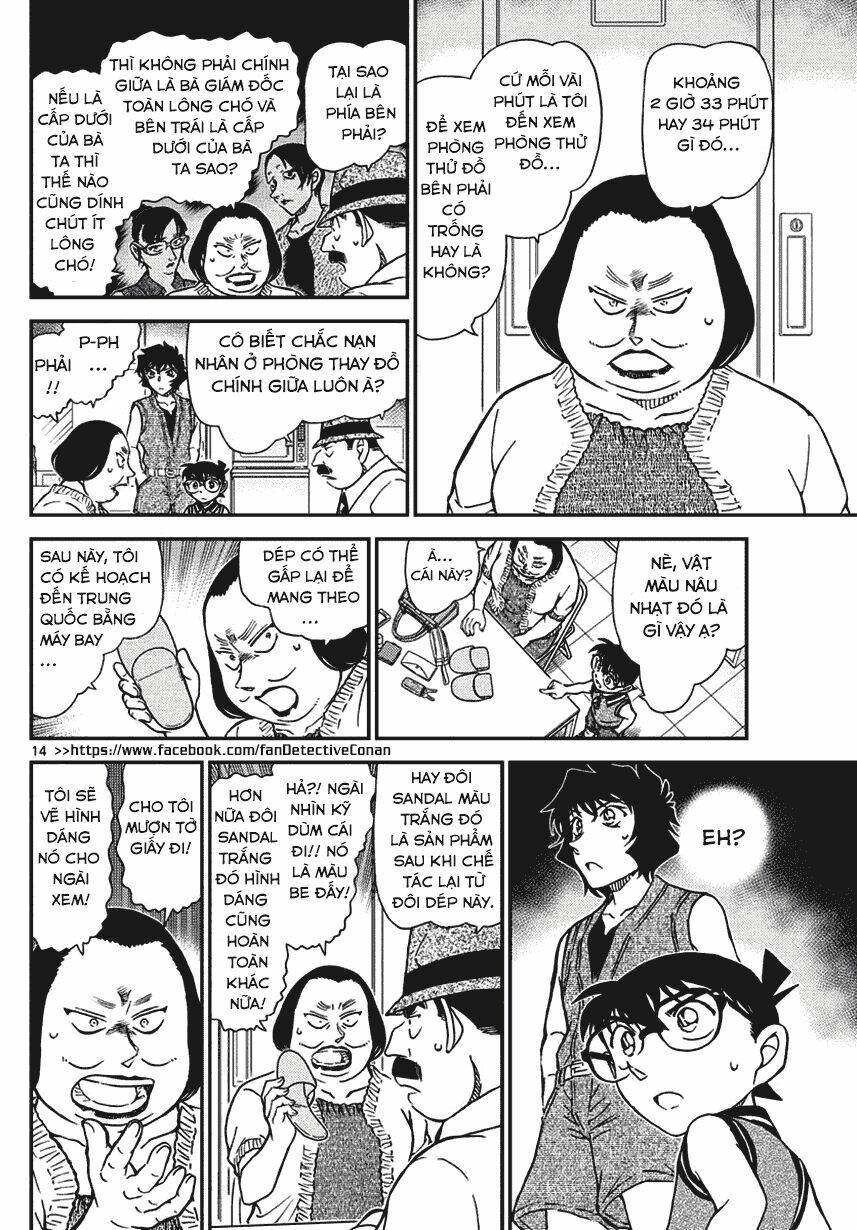 KHOẢNG
2 GIỜ 33 PHÚT
HAY 34 PHÚT
GÌ ĐÓ...
CỨ MỖI VÀI
PHÚT LÀ TÔI
ĐẾN XEM
PHÒNG THỬ
ĐỒ...
ĐỂ XEM
PHÒNG
THỬ ĐỒ
BÊN PHẢI
CÓ
TRỐNG
HAY LÀ
KHÔNG?
TẠI SAO
LẠI LÀ
PHÍA BÊN
PHẢI?
THÌ KHÔNG PHẢI CHÍNH
GIỮA LÀ BÀ GIÁM ĐỐC
TOÀN LÔNG CHÓ VÀ
BÊN TRÁI LÀ CẤP
DƯỚI CỦA BÀ
TA SAO?
NẾU LÀ
CẤP DƯỚI
CỦA BÀ
TA THÌ
THẾ NÀO
CŨNG DÍNH
CHÚT ÍT
LÔNG
CHÓ!
CÔ BIẾT CHẮC NẠN
NHÂN Ở PHÒNG THAY ĐỒ
CHÍNH GIỮA LUÔN À?
P-PH
PHẢI ...
!!
NÈ, VẬT
MÀU NÂU
NHẠT ĐÓ LÀ
GÌ VẬY Ạ?
À...
CÁI NÀY?
DÉP CÓ THỂ
GẤP LẠI ĐỂ
MANG THEO
...
SAU NÀY, TÔI
CÓ KẾ HOẠCH
ĐẾN TRUNG
QUỐC BẰNG
MÁY BAY
...
14 >>https://www.facebook.com/fanDetectiveConan
EH?
HAY ĐÔI
SANDAL MÀU
TRẮNG ĐÓ
LÀ SẢN PHẨM
SAU KHI CHẾ
TÁC LẠI TỪ
ĐÔI DÉP NÀY.
HẢ?! NGÀI
NHÌN KỸ
DÙM CÁI
ĐI!! NÓ
LÀ MÀU
BE ĐẤY!
HƠN
NỮA ĐÔI
SANDAL
TRẮNG
ĐÓ HÌNH
DÁNG
CŨNG
HOÀN
TOÀN
KHÁC
NỮA!
CHO TÔI
MƯỢN TỜ
GIẤY ĐI!
TÔI SẼ
VẼ HÌNH
DÁNG
NÓ CHO
NGÀI
XEM!